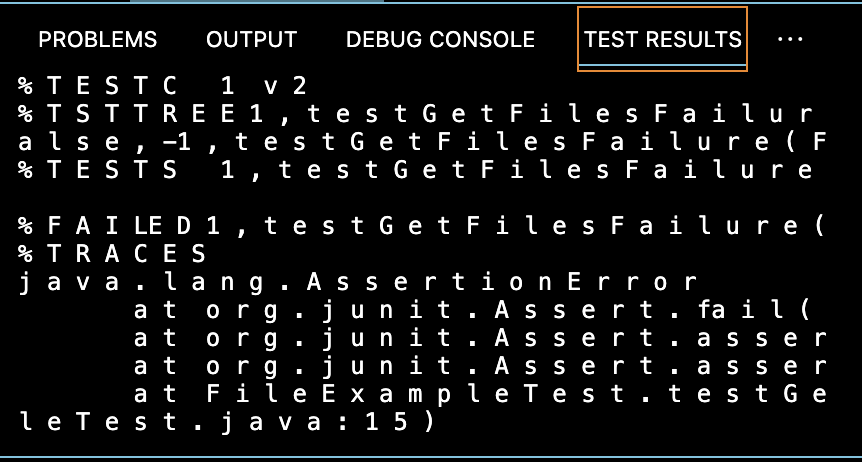 PROBLEMS OUTPUT DEBUG CONSOLE TEST RESULTS ...
%TESTC 1 v2
%TSTTREE1,testGetFilesFailur
alse,-1,testGetFilesFailure(F
%TESTS 1,testGetFilesFailure
%FAILED1,testGetFilesFailure(
%TRACES
java.lang.AssertionError
at org.junit.Assert.fail(
at org.junit.Assert.asser
at org.junit.Assert.asser
at FileExampleTest.testGe
leTest.java:15)